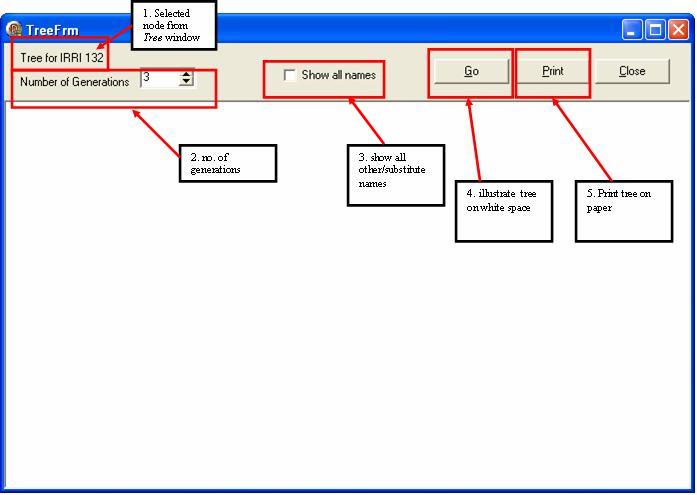 TreeFrm
1. Selected
node from
Tree window
Tree for IRRI 132
Number of Generations 3
Show all names
Go
Print
Close
2. no. of
generations
3. show all
other/substitute
names
4. illustrate tree
on white space
5. Print tree on
paper